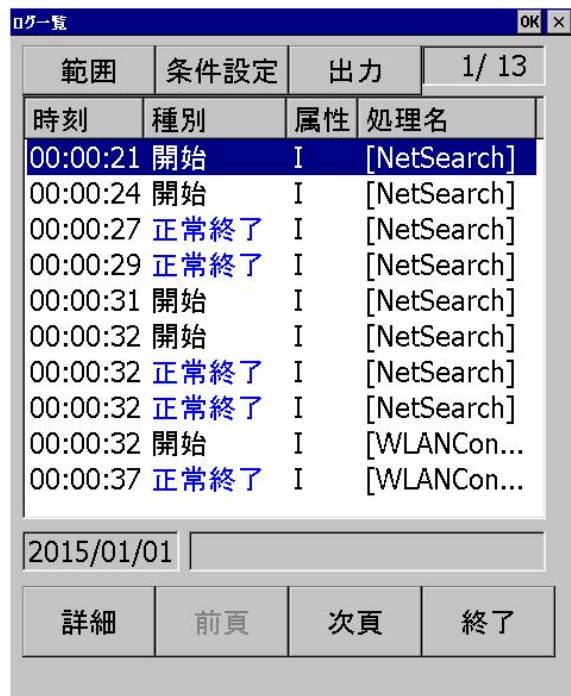 ログ一覧 OK ×
範囲 条件設定 出力 1/ 13
時刻 種別 属性 処理名
00:00:21 開始 I [NetSearch]
00:00:24 開始 I [NetSearch]
00:00:27 正常終了 I [NetSearch]
00:00:29 正常終了 I [NetSearch]
00:00:31 開始 I [NetSearch]
00:00:32 開始 I [NetSearch]
00:00:32 正常終了 I [NetSearch]
00:00:32 正常終了 I [NetSearch]
00:00:32 開始 I [WLANCon...
00:00:37 正常終了 I [WLANCon...
2015/01/01
詳細 前頁 次頁 終了